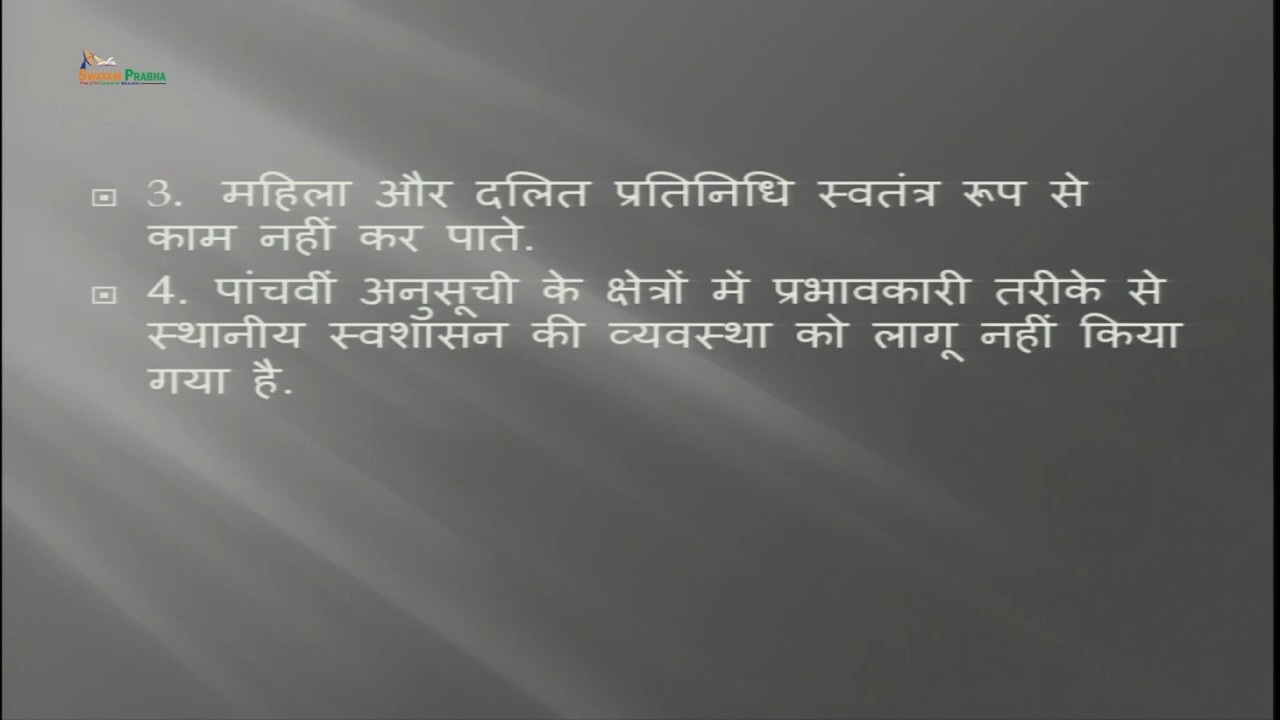 SWAYAM PRABHA
3. महिला और दलित प्रतिनिधि स्वतंत्र रूप से
काम नहीं कर पाते.
4. पांचवीं अनुसूची के क्षेत्रों में प्रभावकारी तरीके से
स्थानीय स्वशासन की व्यवस्था को लागू नहीं किया
गया है.